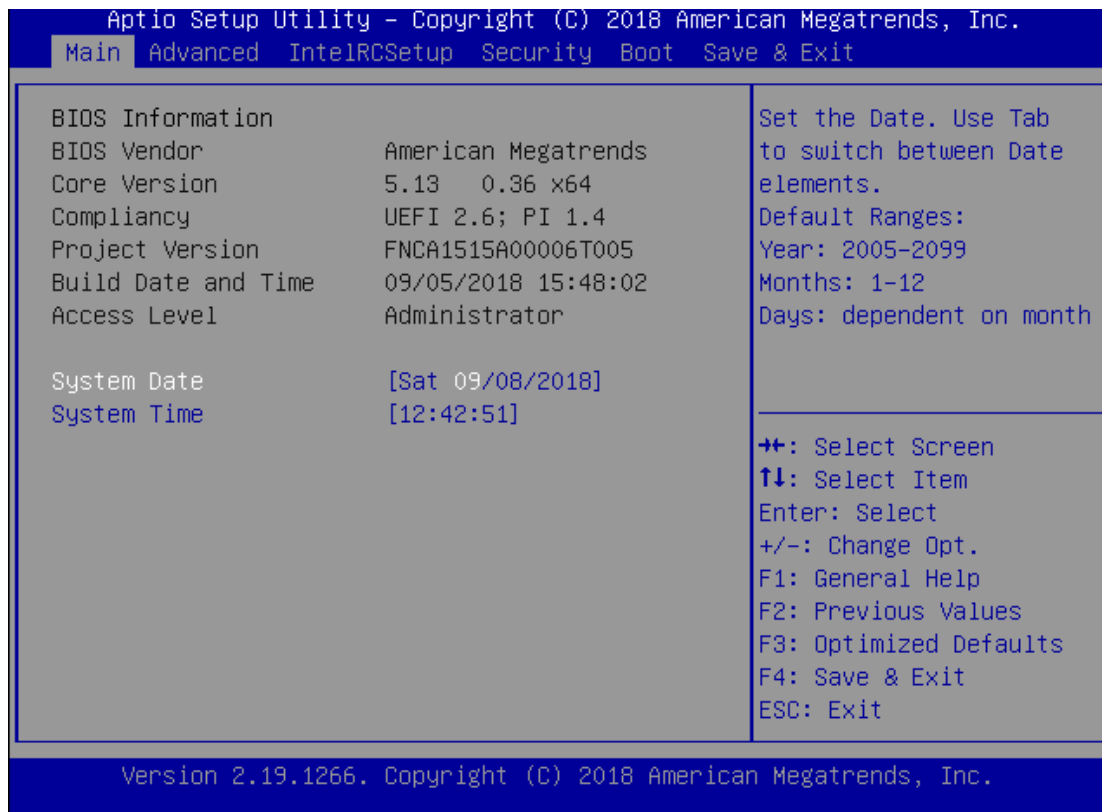 Aptio Setup Utility – Copyright (C) 2018 American Megatrends, Inc.
Main Advanced IntelRCSetup Security Boot Save & Exit
BIOS Information
BIOS Vendor American Megatrends
Core Version 5.13 0.36 x64
Compliancy UEFI 2.6; PI 1.4
Project Version FNCA1515A00006T005
Build Date and Time 09/05/2018 15:48:02
Access Level Administrator
System Date [Sat 09/08/2018]
System Time [12:42:51]
Set the Date. Use Tab
to switch between Date
elements.
Default Ranges:
Year: 2005-2099
Months: 1-12
Days: dependent on month
→←: Select Screen
↑↓: Select Item
Enter: Select
+/-: Change Opt.
F1: General Help
F2: Previous Values
F3: Optimized Defaults
F4: Save & Exit
ESC: Exit
Version 2.19.1266. Copyright (C) 2018 American Megatrends, Inc.